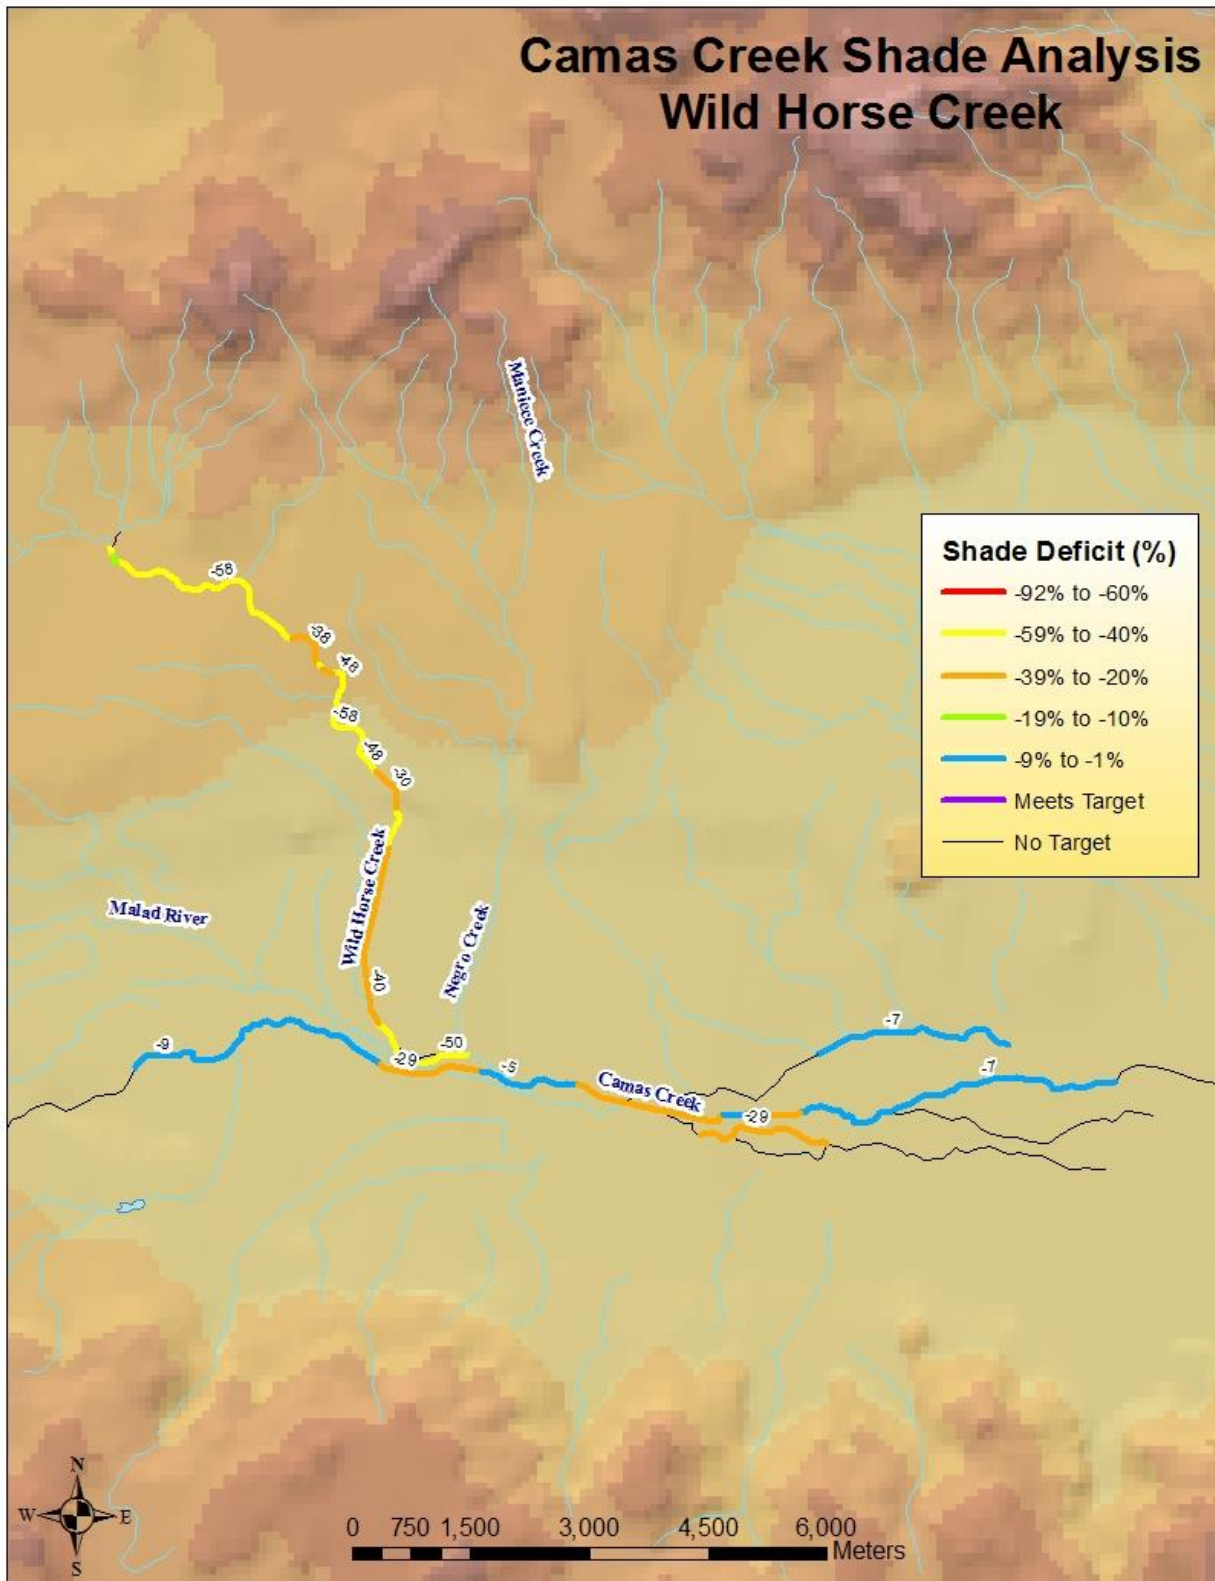 Camas Creek Shade Analysis
Wild Horse Creek
Maniece Creek
Shade Deficit (%)
-92% to -60%
-59% to -40%
-39% to -20%
-19% to -10%
-9% to -1%
Meets Target
No Target
-58
-38
-48
-58
-48
-30
Wild Horse Creek
Malad River
Negro Creek
-40
-9
-29
-50
-5
-7
-7
Camas Creek
-29
N
W E
S
0 750 1,500 3,000 4,500 6,000
Meters